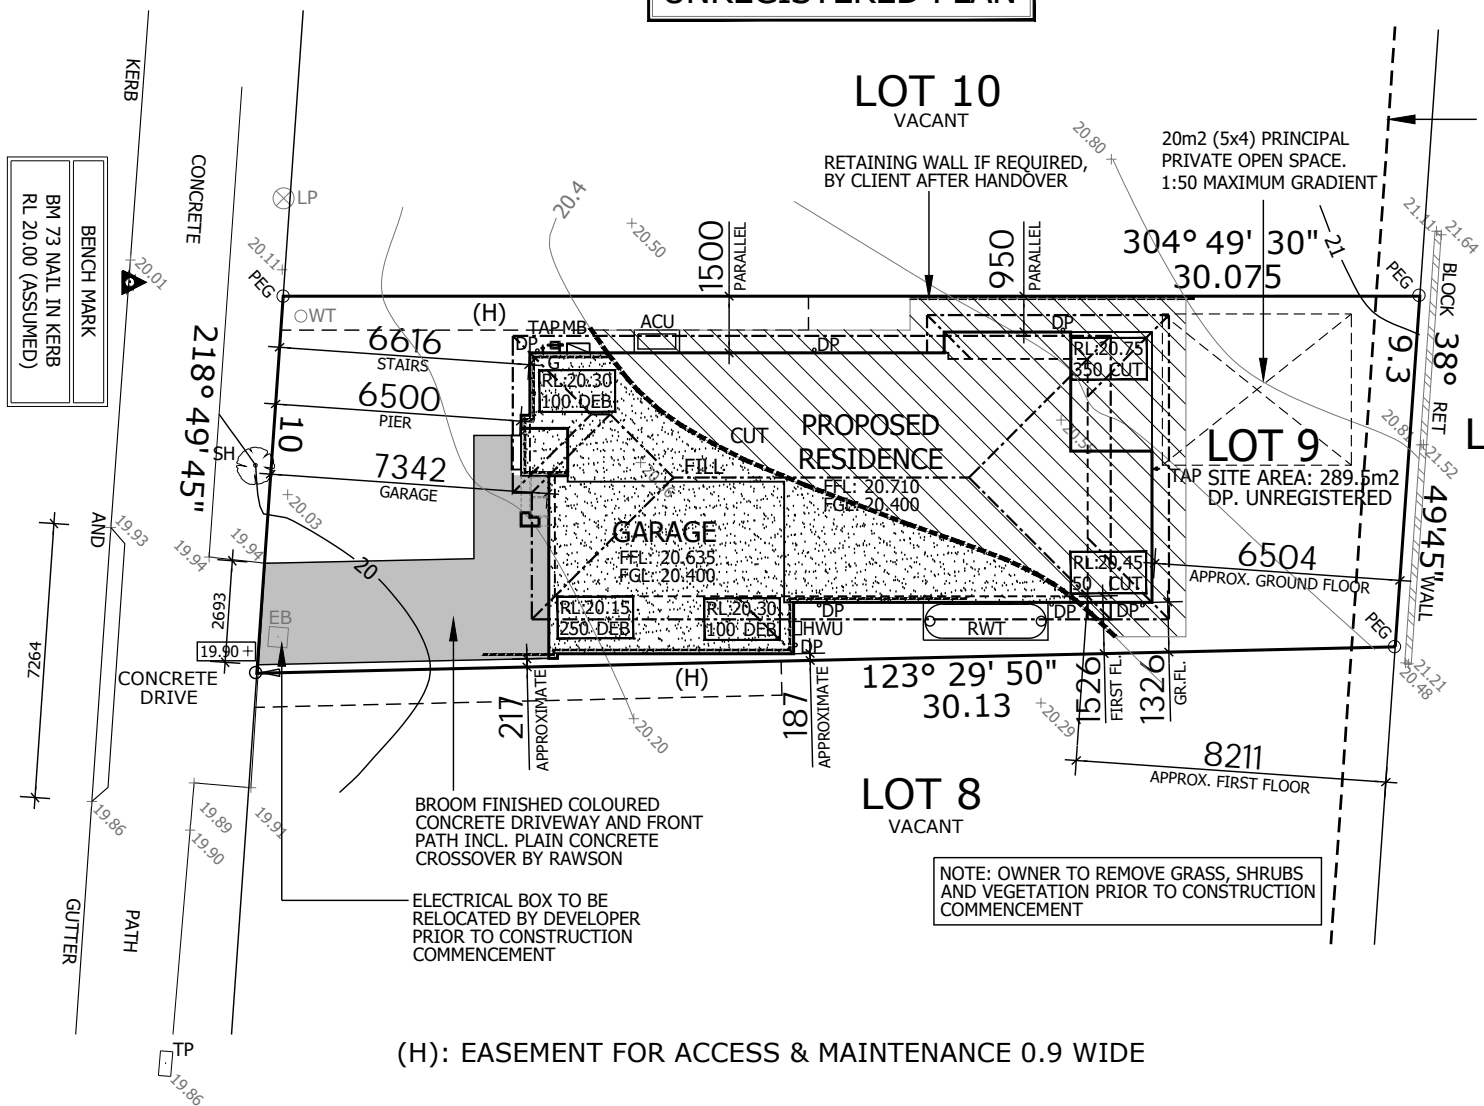 UNREGISTERED PLAN
LOT 10
VACANT
RETAINING WALL IF REQUIRED,
BY CLIENT AFTER HANDOVER
20m2 (5x4) PRINCIPAL
PRIVATE OPEN SPACE.
1:50 MAXIMUM GRADIENT
KERB
CONCRETE
BENCH MARK
BM 73 NAIL IN KERB
RL 20.00 (ASSUMED)
20.01
LP
20.11
PEG
WT
20.4
20.50
20.80
21.11
21.64
21
1500
PARALLEL
950
PARALLEL
304° 49' 30"
30.075
PEG
BLOCK
RET
WALL
38°
49'45"
9.3
218° 49' 45"
10
(H)
6616
STAIRS
6500
PIER
7342
GARAGE
TAP
MB
DP
G
ACU
DP
DP
RL:20.30
100 DEB
RL:20.75
350 CUT
CUT
FILL
PROPOSED
RESIDENCE
FFL: 20.710
FGL: 20.400
GARAGE
FFL: 20.635
FGL: 20.400
TAP
LOT 9
SITE AREA: 289.5m2
DP. UNREGISTERED
20.81
21.52
L
SH
20.03
AND
19.93
19.94
19.94
20
2693
7264
EB
19.90
CONCRETE
DRIVE
RL:20.15
250 DEB
RL:20.30
100 DEB
RL:20.45
50 CUT
DP
HWU
DP
RWT
DP
DP
6504
APPROX. GROUND FLOOR
PEG
21.21
20.48
(H)
217
APPROXIMATE
187
APPROXIMATE
123° 29' 50"
30.13
20.20
20.29
1526
FIRST FL.
1326
GR.FL.
8211
APPROX. FIRST FLOOR
LOT 8
VACANT
19.86
19.89
19.90
19.91
BROOM FINISHED COLOURED
CONCRETE DRIVEWAY AND FRONT
PATH INCL. PLAIN CONCRETE
CROSSOVER BY RAWSON
ELECTRICAL BOX TO BE
RELOCATED BY DEVELOPER
PRIOR TO CONSTRUCTION
COMMENCEMENT
NOTE: OWNER TO REMOVE GRASS, SHRUBS
AND VEGETATION PRIOR TO CONSTRUCTION
COMMENCEMENT
GUTTER
PATH
TP
19.86
(H): EASEMENT FOR ACCESS & MAINTENANCE 0.9 WIDE